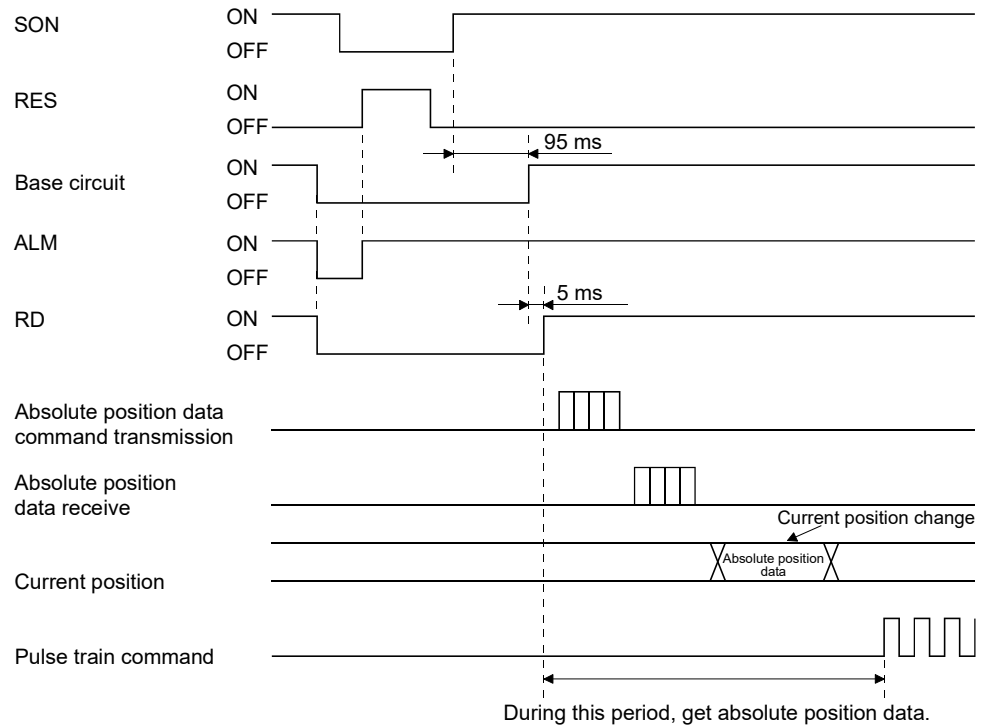 SON
ON
OFF
RES
ON
OFF
95 ms
Base circuit
ON
OFF
ALM
ON
OFF
5 ms
RD
ON
OFF
Absolute position data
command transmission
Absolute position
data receive
Current position change
Current position
Absolute position
data
Pulse train command
During this period, get absolute position data.